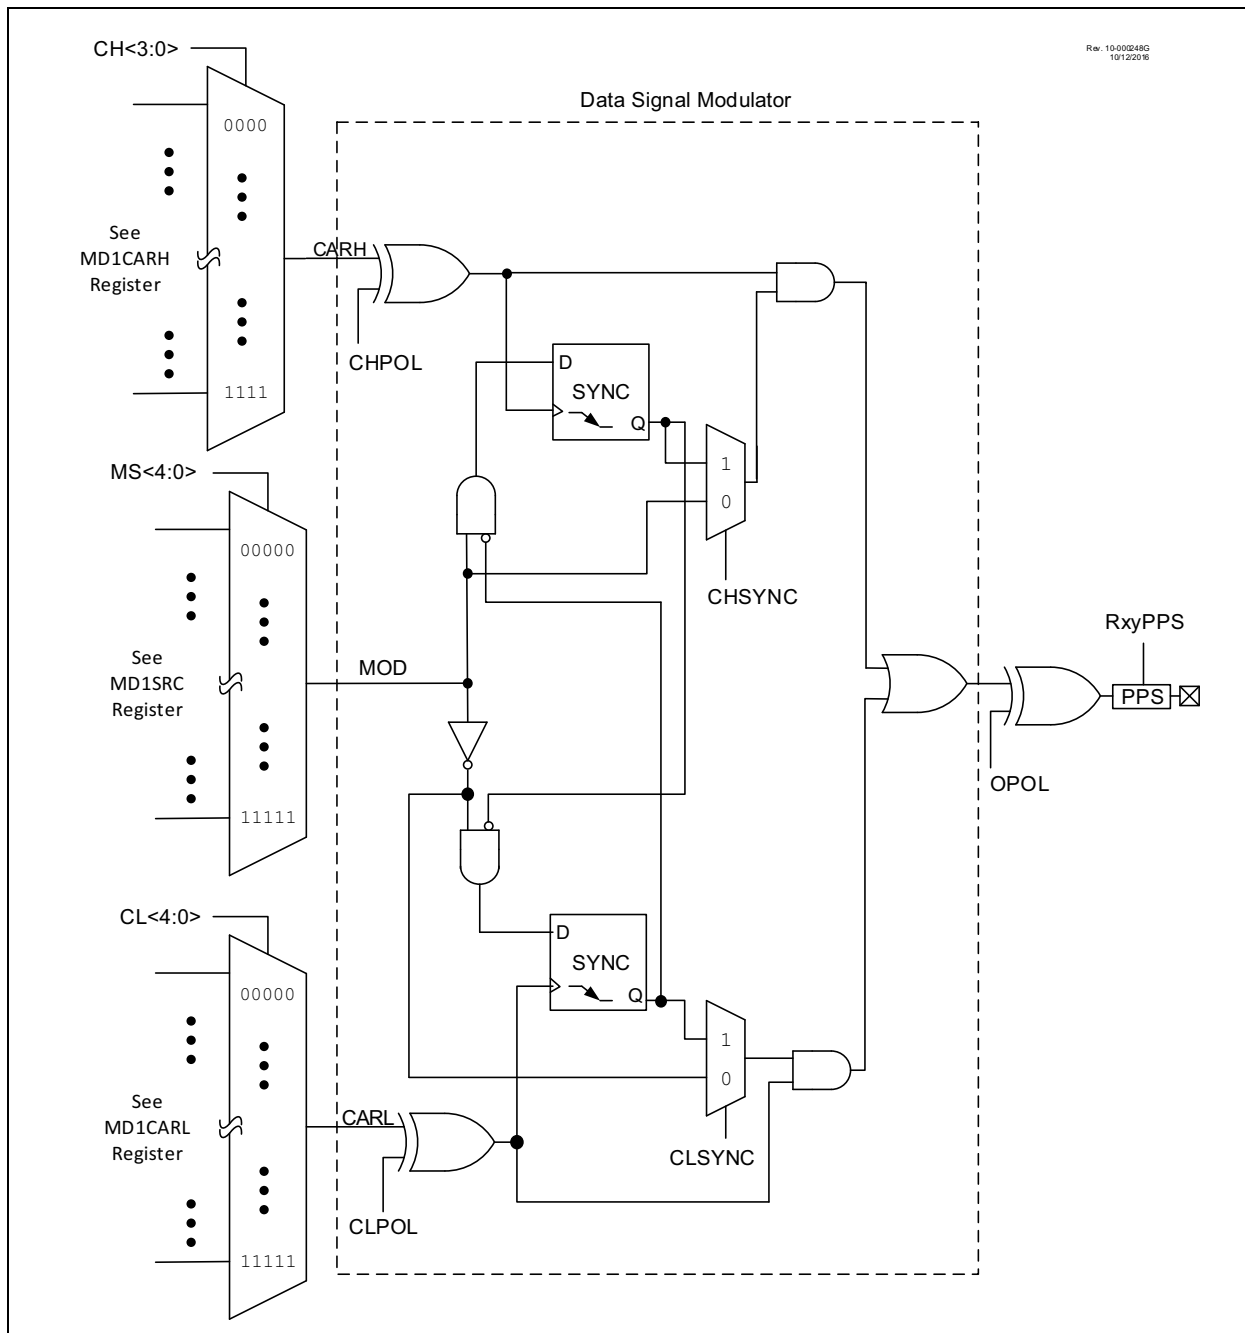 CH<3:0>
Rev. 10-000248G
10/12/2016
Data Signal Modulator
0000
See
MD1CARH
Register
CARH
1111
CHPOL
D
SYNC
Q
1
0
CHSYNC
MS<4:0>
00000
See
MD1SRC
Register
MOD
11111
RxyPPS
PPS
OPOL
CL<4:0>
00000
D
SYNC
Q
1
0
CLSYNC
See
MD1CARL
Register
CARL
CLPOL
11111